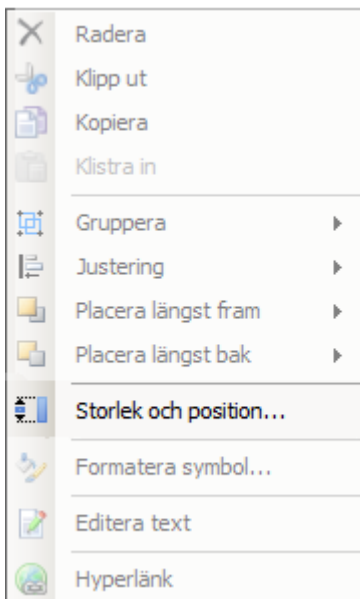 Radera
Klipp ut
Kopiera
Klistra in
Gruppera
Justering
Placera längst fram
Placera längst bak
Storlek och position...
Formatera symbol...
Editera text
Hyperlänk